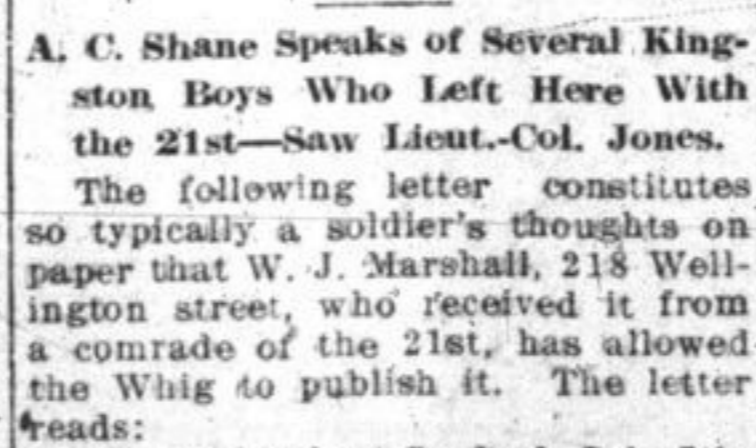 A. C. Shane Speaks of Several King-
ston Boys Who Left Here With
the 21st—Saw Lieut.-Col. Jones.
The following letter constitutes
so typically a soldier's thoughts on
paper that W. J. Marshall, 218 Well-
ington street, who received it from
a comrade of the 21st, has allowed
the Whig to publish it. The letter
reads: